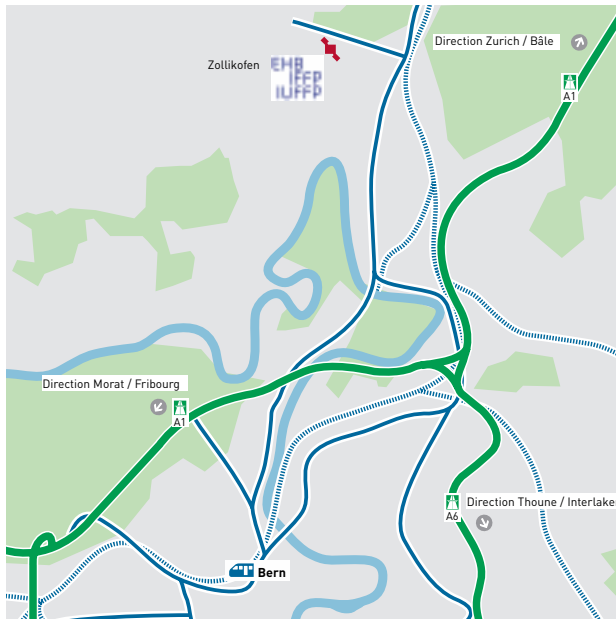 Direction Zurich / Bâle
Zollikofen
EHB
IFFP
IUFFP
A1
Direction Morat / Fribourg
A1
Direction Thoune / Interlaken
A6
Bern